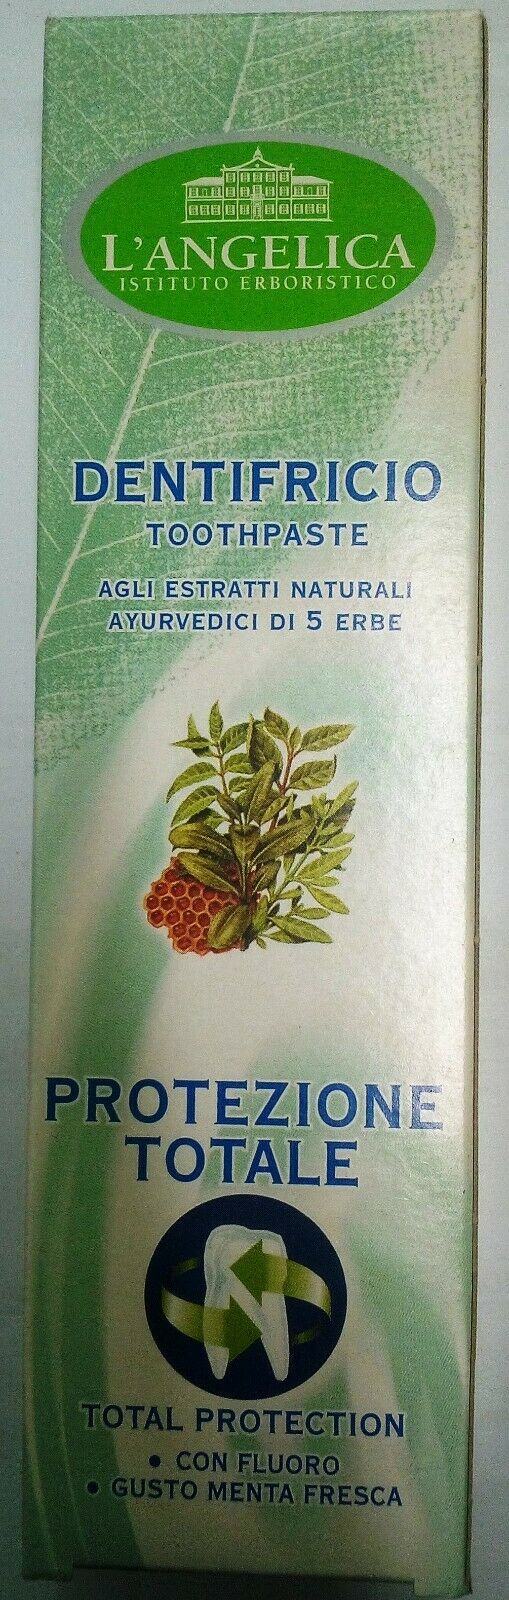 L'ANGELICA
ISTITUTO ERBORISTICO
DENTIFRICIO
TOOTHPASTE
AGLI ESTRATTI NATURALI
AYURVEDICI DI 5 ERBE
PROTEZIONE
TOTALE
TOTAL PROTECTION
• CON FLUORO
• GUSTO MENTA FRESCA